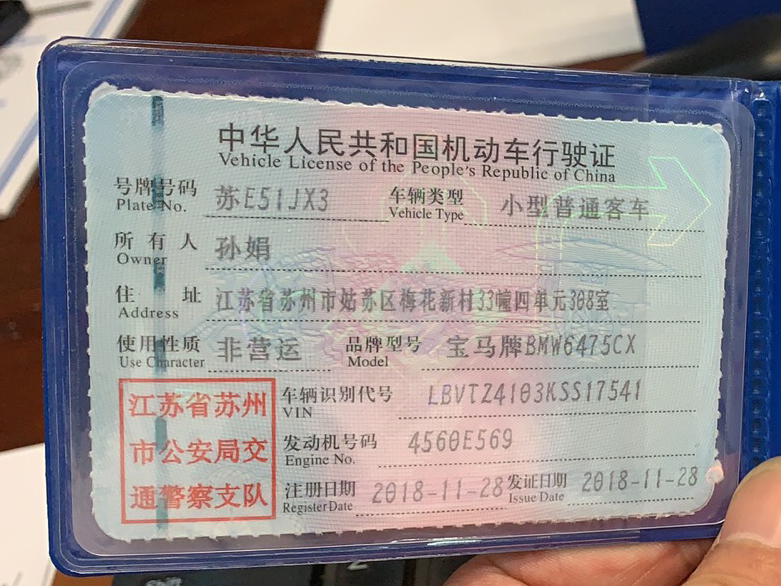 中华人民共和国机动车行驶证
Vehicle License of the People's Republic of China
号牌号码 苏E51JX3 车辆类型 小型普通客车
Plate No. Vehicle Type
所有人 孙娟
Owner
住址 江苏省苏州市姑苏区梅花新村33幢四单元308室
Address
使用性质 非营运 品牌型号 宝马牌BMW6475CX
Use Character Model
江苏省苏州
市公安局交
通警察支队
车辆识别代号 LBVTZ4103KSS17541
VIN
发动机号码 4560E569
Engine No.
注册日期 2018-11-28 发证日期 2018-11-28
Register Date Issue Date
Shift
Z